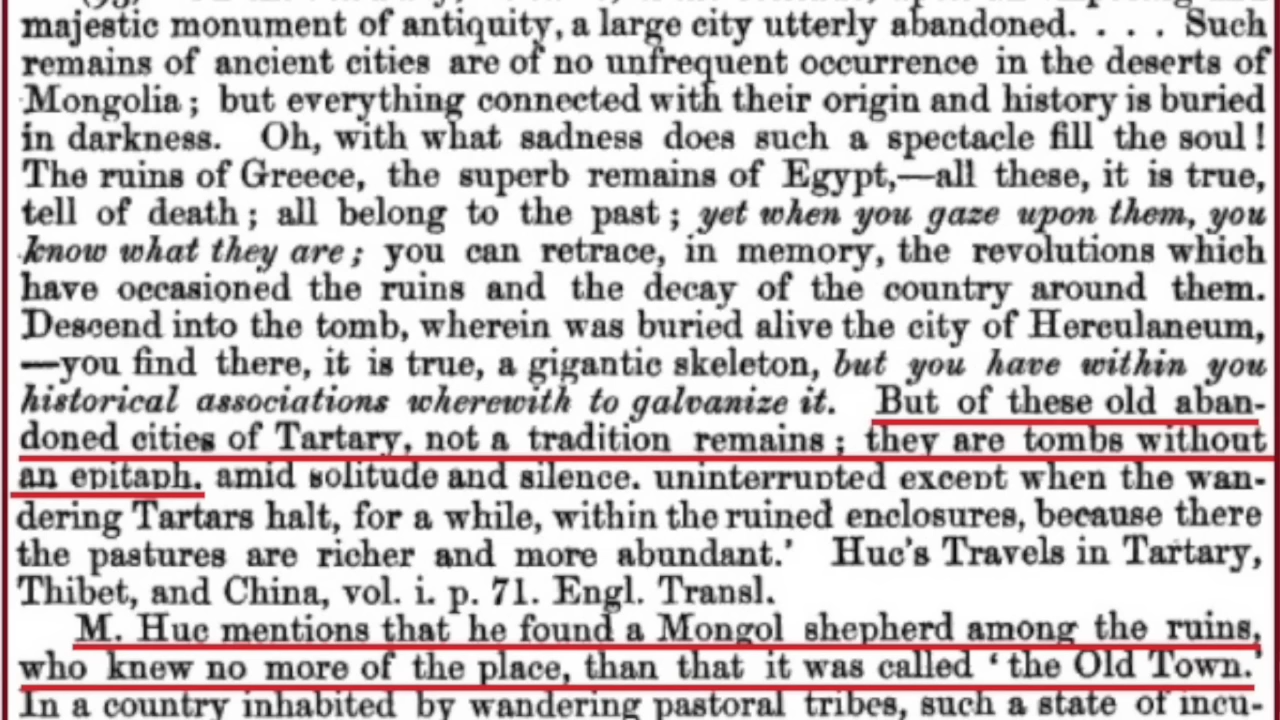 majestic monument of antiquity, a large city utterly abandoned. . . . Such
remains of ancient cities are of no unfrequent occurrence in the deserts of
Mongolia; but everything connected with their origin and history is buried
in darkness. Oh, with what sadness does such a spectacle fill the soul!
The ruins of Greece, the superb remains of Egypt,—all these, it is true,
tell of death; all belong to the past; yet when you gaze upon them, you
know what they are; you can retrace, in memory, the revolutions which
have occasioned the ruins and the decay of the country around them.
Descend into the tomb, wherein was buried alive the city of Herculaneum,
—you find there, it is true, a gigantic skeleton, but you have within you
historical associations wherewith to galvanize it. But of these old aban-
doned cities of Tartary, not a tradition remains; they are tombs without
an epitaph, amid solitude and silence, uninterrupted except when the wan-
dering Tartars halt, for a while, within the ruined enclosures, because there
the pastures are richer and more abundant.' Huc's Travels in Tartary,
Thibet, and China, vol. i. p. 71. Engl. Transl.
M. Huc mentions that he found a Mongol shepherd among the ruins,
who knew no more of the place, than that it was called 'the Old Town.'
In a country inhabited by wandering pastoral tribes, such a state of incu-